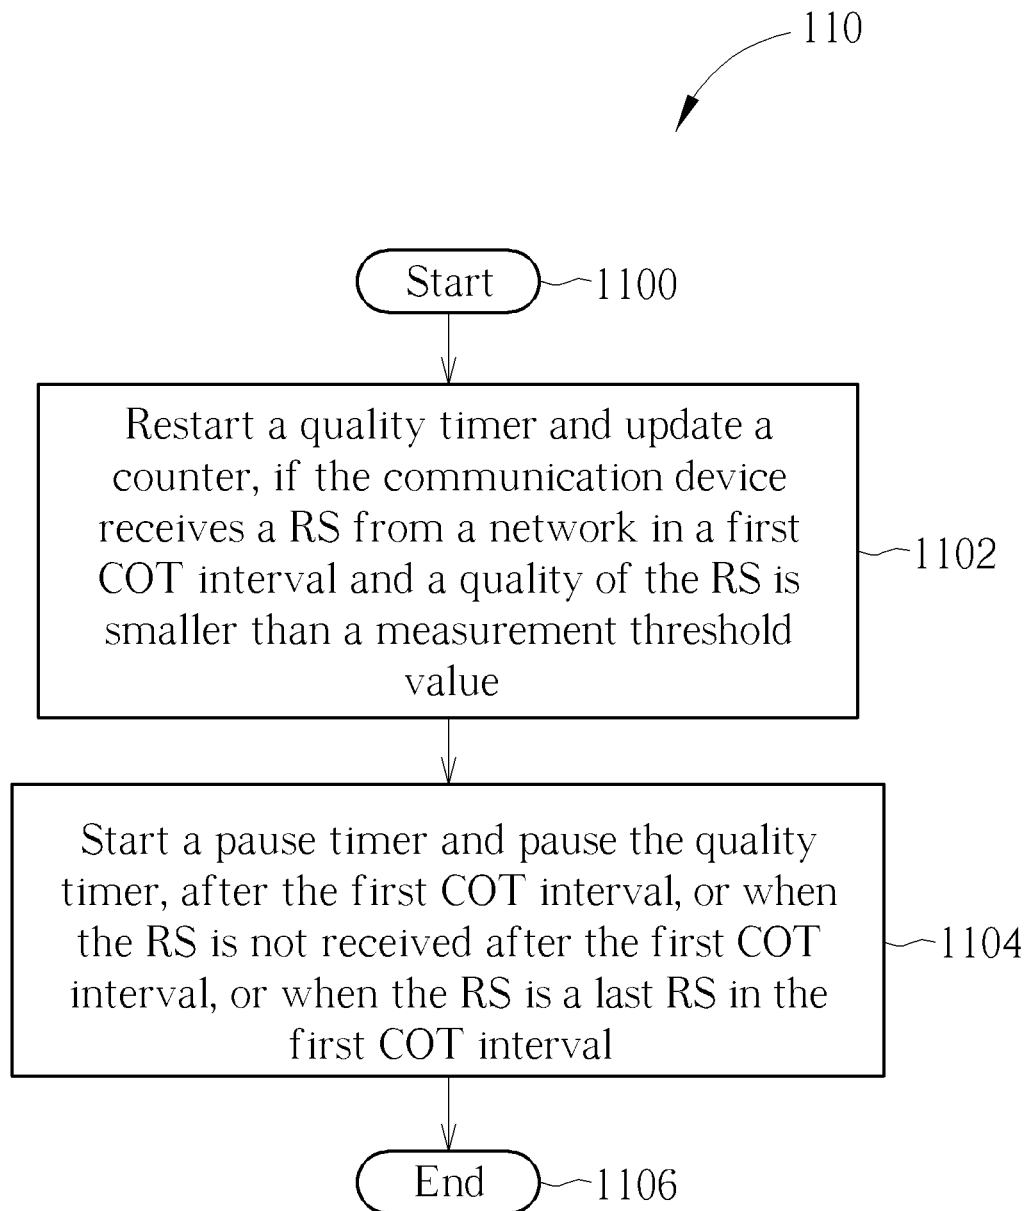 110
Start
1100
Restart a quality timer and update a
counter, if the communication device
receives a RS from a network in a first
COT interval and a quality of the RS is
smaller than a measurement threshold
value
1102
Start a pause timer and pause the quality
timer, after the first COT interval, or when
the RS is not received after the first COT
interval, or when the RS is a last RS in the
first COT interval
1104
End
1106